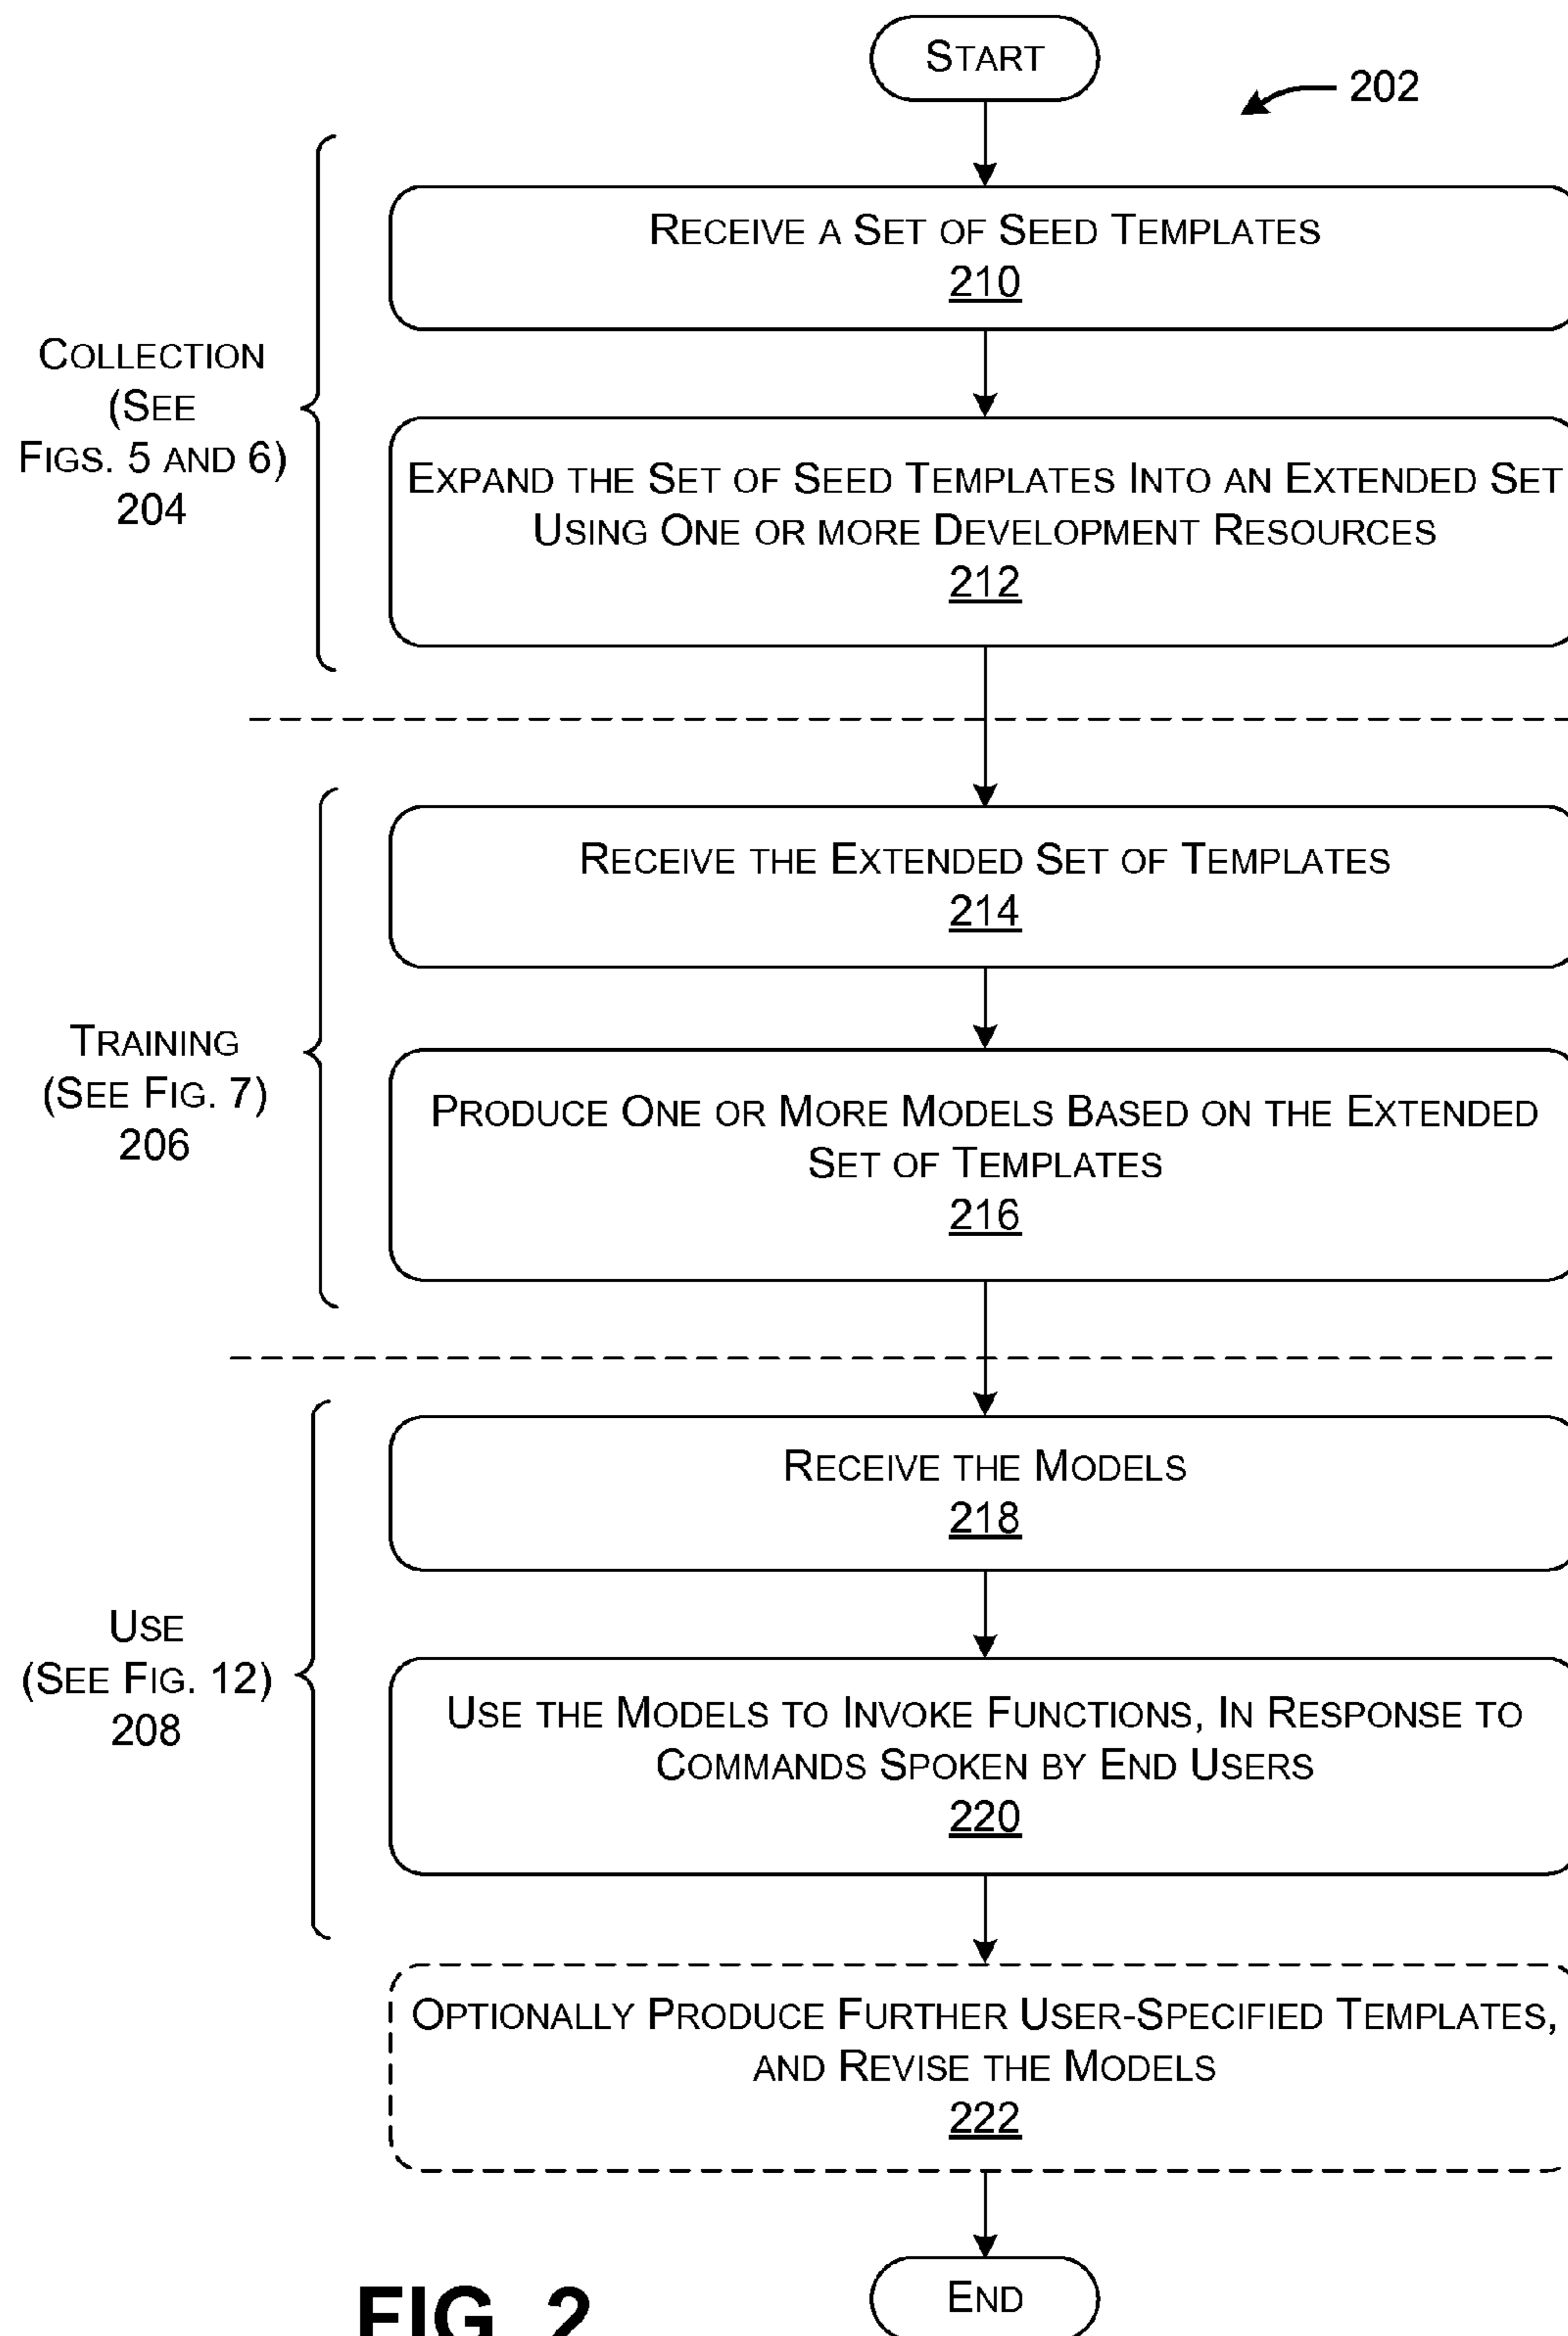 START
202
RECEIVE A SET OF SEED TEMPLATES
210
COLLECTION
(SEE
FIGS. 5 AND 6)
204
EXPAND THE SET OF SEED TEMPLATES INTO AN EXTENDED SET
USING ONE OR MORE DEVELOPMENT RESOURCES
212
RECEIVE THE EXTENDED SET OF TEMPLATES
214
TRAINING
(SEE FIG. 7)
206
PRODUCE ONE OR MORE MODELS BASED ON THE EXTENDED
SET OF TEMPLATES
216
RECEIVE THE MODELS
218
USE
(SEE FIG. 12)
208
USE THE MODELS TO INVOKE FUNCTIONS, IN RESPONSE TO
COMMANDS SPOKEN BY END USERS
220
OPTIONALLY PRODUCE FURTHER USER-SPECIFIED TEMPLATES,
AND REVISE THE MODELS
222
END
FIG. 2